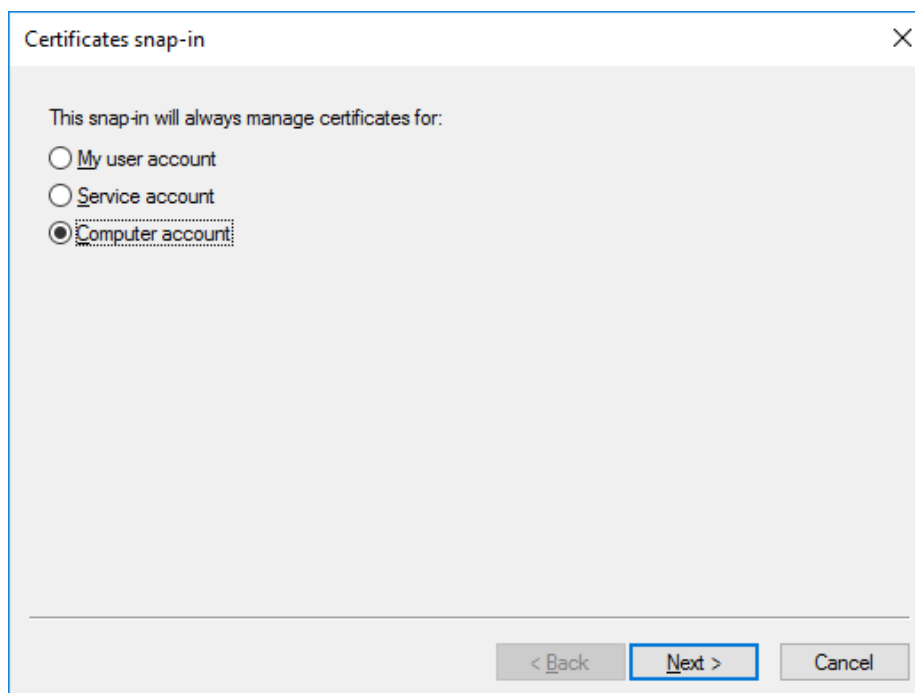 Certificates snap-in
This snap-in will always manage certificates for:
My user account
Service account
Computer account
< Back Next > Cancel